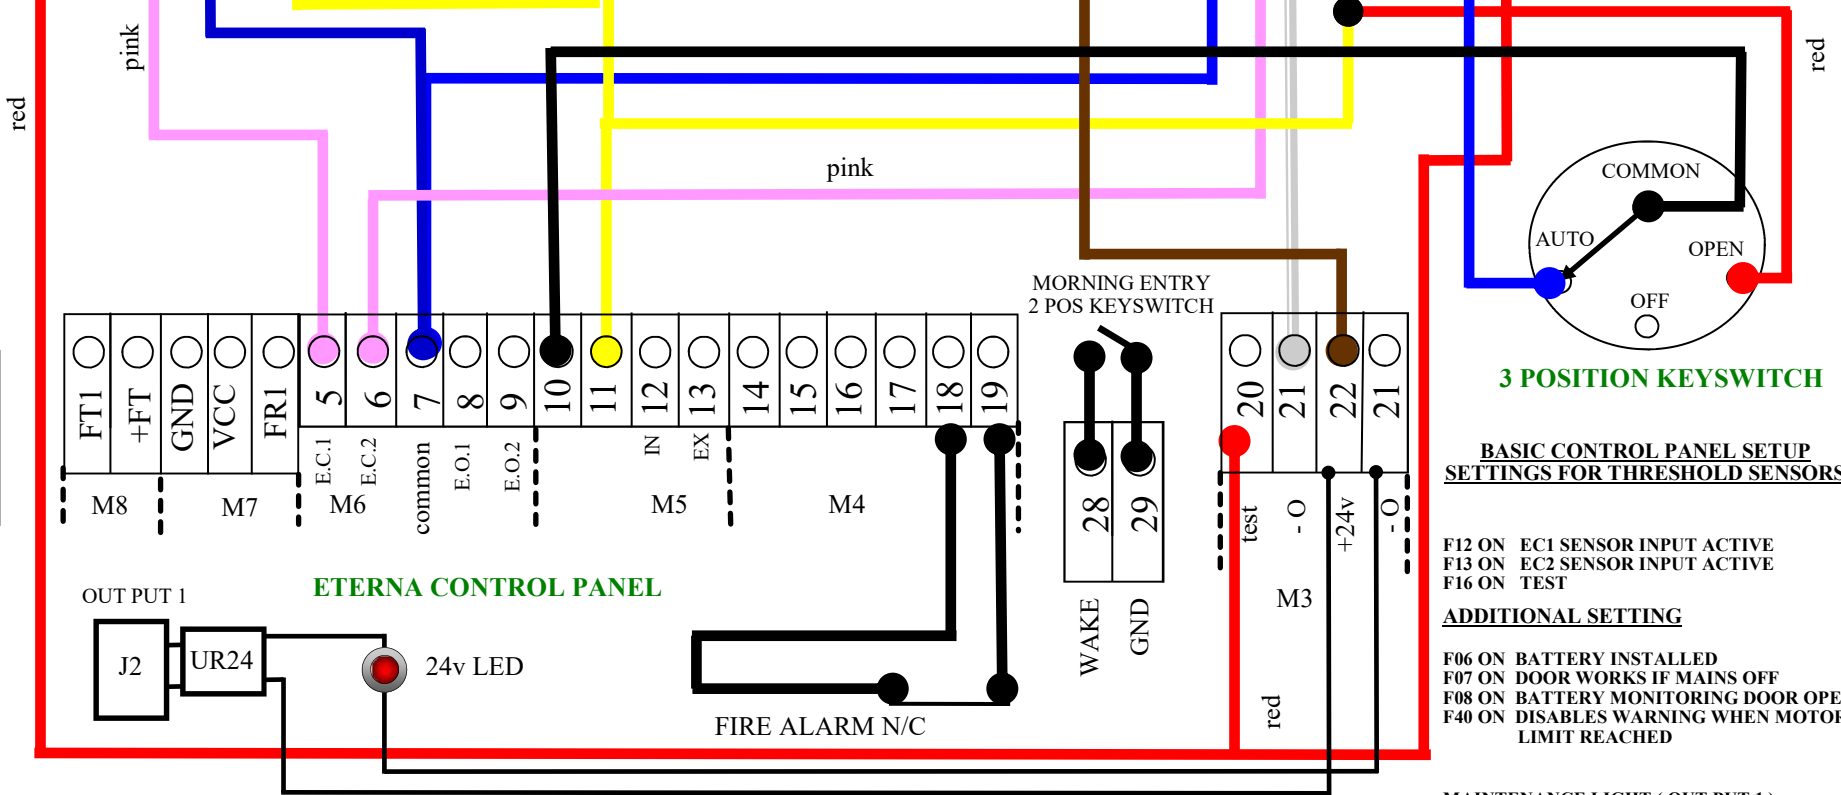 red
pink
pink
red
COMMON
AUTO
OPEN
OFF
3 POSITION KEYSWITCH
MORNING ENTRY
2 POS KEYSWITCH
FT1
+FT
GND
VCC
FR1
5
6
7
8
9
10
11
12
13
14
15
16
17
18
19
20
21
22
21
E.C.1
E.C.2
common
E.O.1
E.O.2
IN
EX
M8
M7
M6
M5
M4
28
29
WAKE
GND
test
- O
+24v
- O
M3
red
ETERNA CONTROL PANEL
OUT PUT 1
J2
UR24
24v LED
FIRE ALARM N/C
BASIC CONTROL PANEL SETUP
SETTINGS FOR THRESHOLD SENSORS
F12 ON EC1 SENSOR INPUT ACTIVE
F13 ON EC2 SENSOR INPUT ACTIVE
F16 ON TEST
ADDITIONAL SETTING
F06 ON BATTERY INSTALLED
F07 ON DOOR WORKS IF MAINS OFF
F08 ON BATTERY MONITORING DOOR OPE
F40 ON DISABLES WARNING WHEN MOTOR
LIMIT REACHED
MAINTENANCE LIGHT ( OUT PUT 1 )